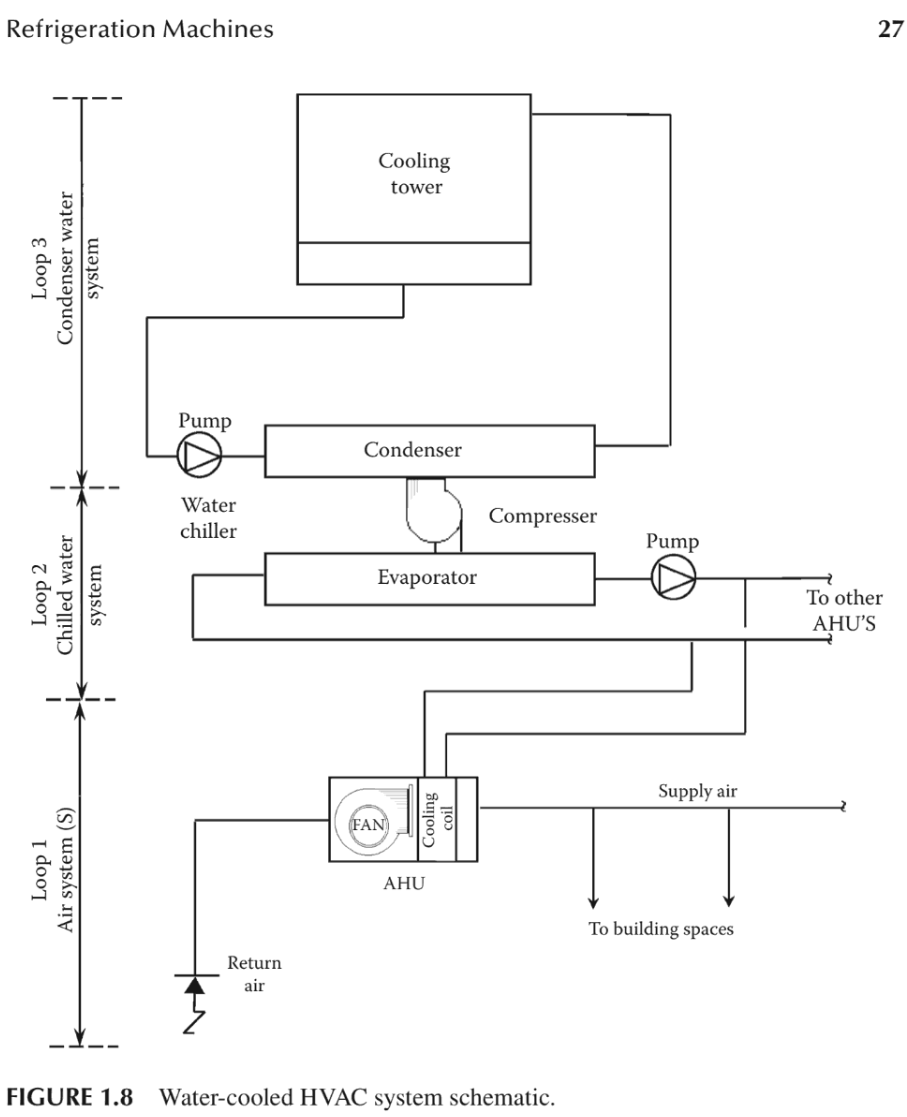 Refrigeration Machines
27
Cooling
tower
Loop 3
Condenser water
system
Pump
Condenser
Water
chiller
Compresser
Pump
Loop 2
Chilled water
system
Evaporator
To other
AHU'S
Supply air
FAN
Cooling
coil
Loop 1
Air system (S)
AHU
To building spaces
Return
air
FIGURE 1.8 Water-cooled HVAC system schematic.